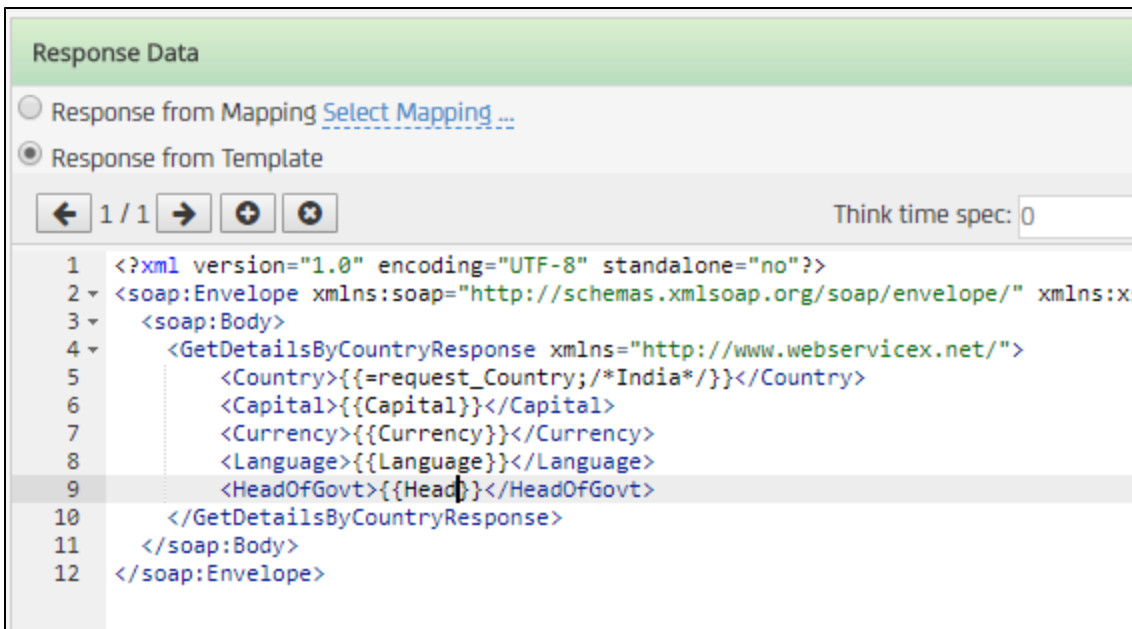 Response Data
Response from Mapping Select Mapping ...
Response from Template
1 / 1
Think time spec: 0
1 <?xml version="1.0" encoding="UTF-8" standalone="no"?>
2 <soap:Envelope xmlns:soap="http://schemas.xmlsoap.org/soap/envelope/" xmlns:x
3 <soap:Body>
4 <GetDetailsByCountryResponse xmlns="http://www.webservicex.net/">
5 <Country>{{=request_Country;/*India*/}}</Country>
6 <Capital>{{Capital}}</Capital>
7 <Currency>{{Currency}}</Currency>
8 <Language>{{Language}}</Language>
9 <HeadOfGovt>{{Head}}</HeadOfGovt>
10 </GetDetailsByCountryResponse>
11 </soap:Body>
12 </soap:Envelope>